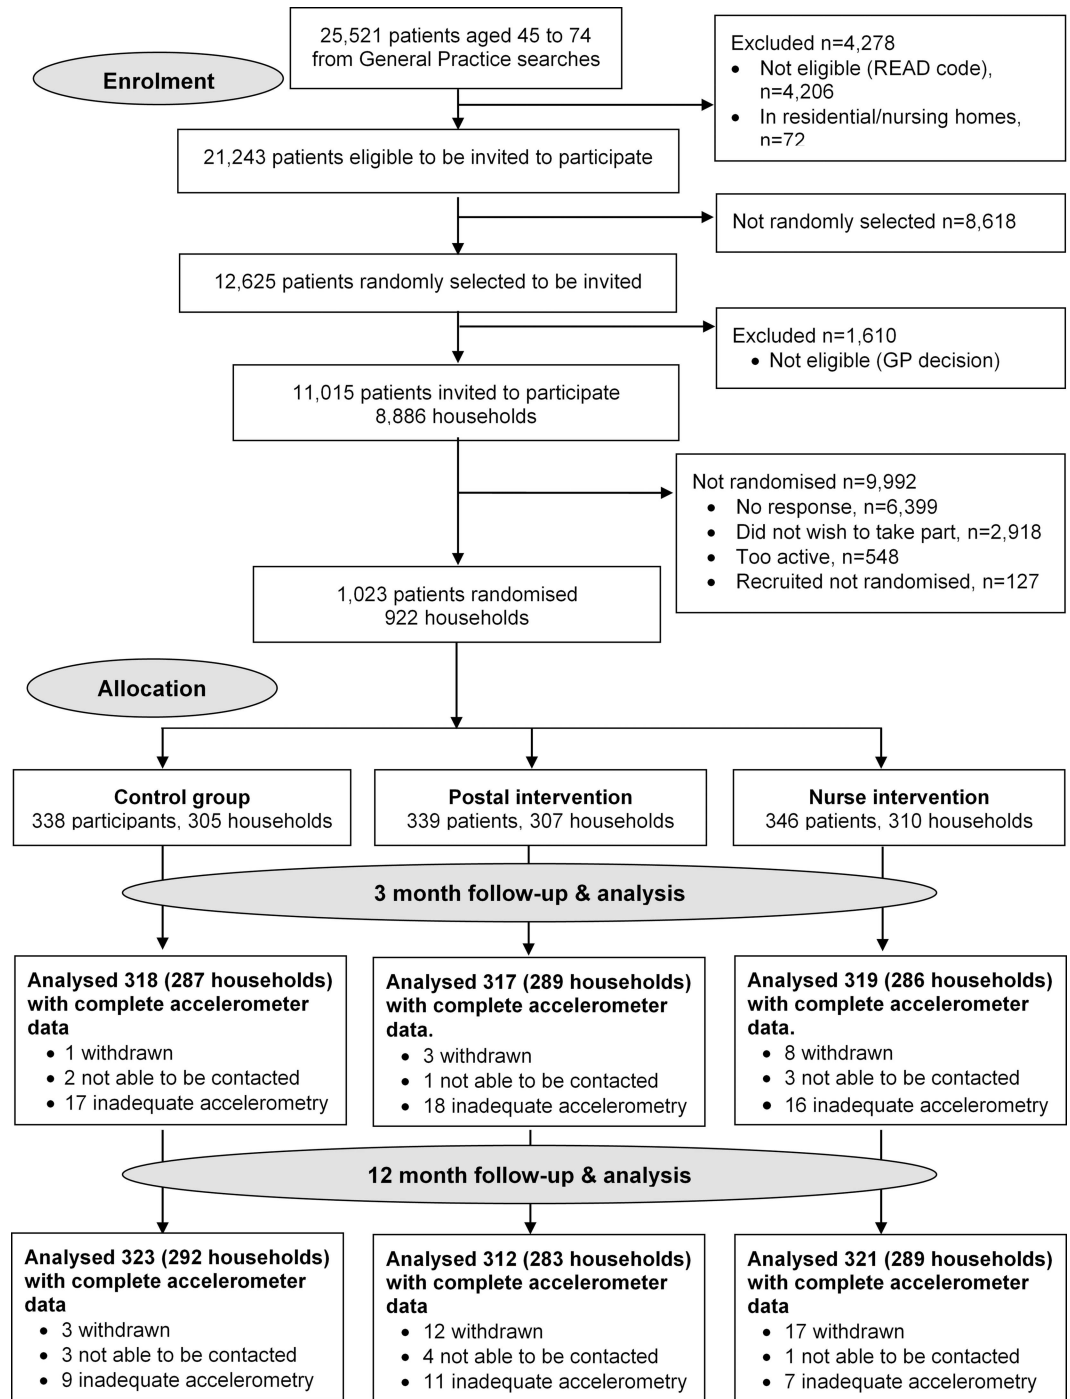 25,521 patients aged 45 to 74
from General Practice searches
Enrolment
Excluded n=4,278
• Not eligible (READ code),
n=4,206
• In residential/nursing homes,
n=72
21,243 patients eligible to be invited to participate
Not randomly selected n=8,618
12,625 patients randomly selected to be invited
Excluded n=1,610
• Not eligible (GP decision)
11,015 patients invited to participate
8,886 households
Not randomised n=9,992
• No response, n=6,399
• Did not wish to take part, n=2,918
• Too active, n=548
• Recruited not randomised, n=127
1,023 patients randomised
922 households
Allocation
Control group
338 participants, 305 households
Postal intervention
339 patients, 307 households
Nurse intervention
346 patients, 310 households
3 month follow-up & analysis
Analysed 318 (287 households)
with complete accelerometer
data
• 1 withdrawn
• 2 not able to be contacted
• 17 inadequate accelerometry
Analysed 317 (289 households)
with complete accelerometer
data.
• 3 withdrawn
• 1 not able to be contacted
• 18 inadequate accelerometry
Analysed 319 (286 households)
with complete accelerometer
data.
• 8 withdrawn
• 3 not able to be contacted
• 16 inadequate accelerometry
12 month follow-up & analysis
Analysed 323 (292 households)
with complete accelerometer
data
• 3 withdrawn
• 3 not able to be contacted
• 9 inadequate accelerometry
Analysed 312 (283 households)
with complete accelerometer
data
• 12 withdrawn
• 4 not able to be contacted
• 11 inadequate accelerometry
Analysed 321 (289 households)
with complete accelerometer
data
• 17 withdrawn
• 1 not able to be contacted
• 7 inadequate accelerometry